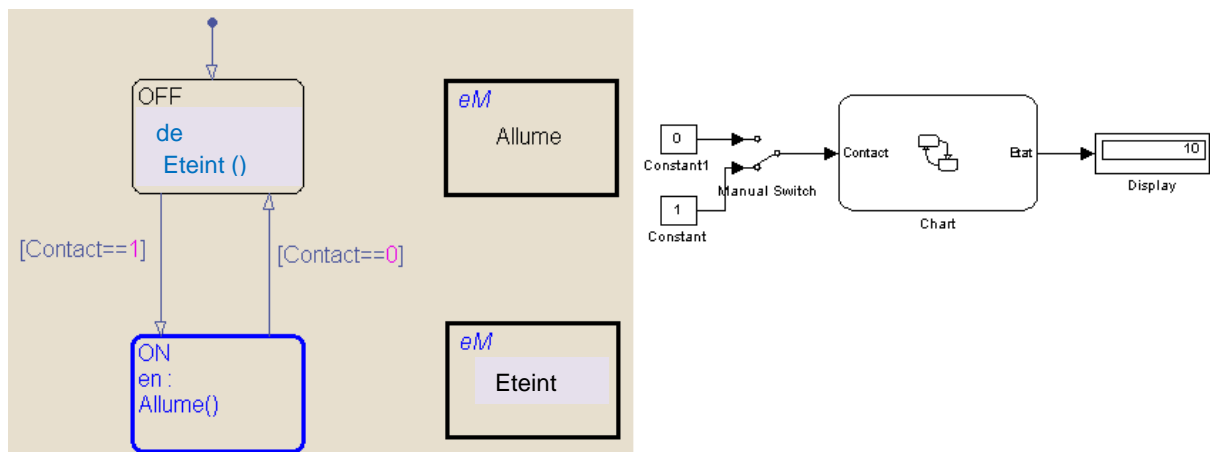 OFF
de
Eteint ()
eM
Allume
[Contact==1]
[Contact==0]
ON
en :
Allume()
eM
Eteint
0
Constant1
1
Constant
Manual Switch
Contact
Etat
Chart
10
Display